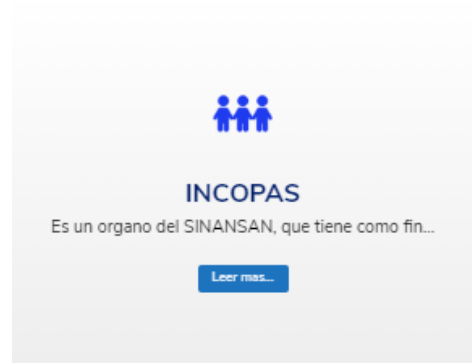 INCOPAS
Es un organo del SINANSAN, que tiene como fin...
Leer mas...